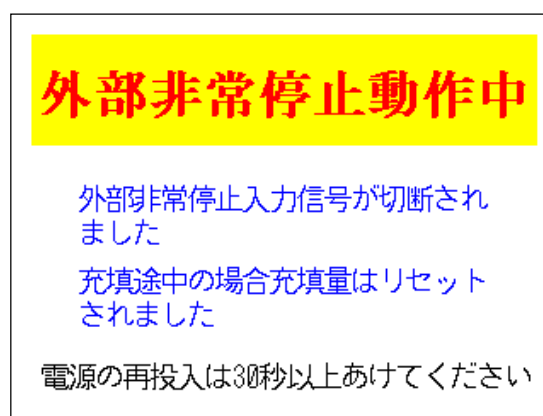 外部非常停止動作中
外部非常停止入力信号が切断され
ました
充填途中の場合充填量はリセット
されました
電源の再投入は30秒以上あけてください